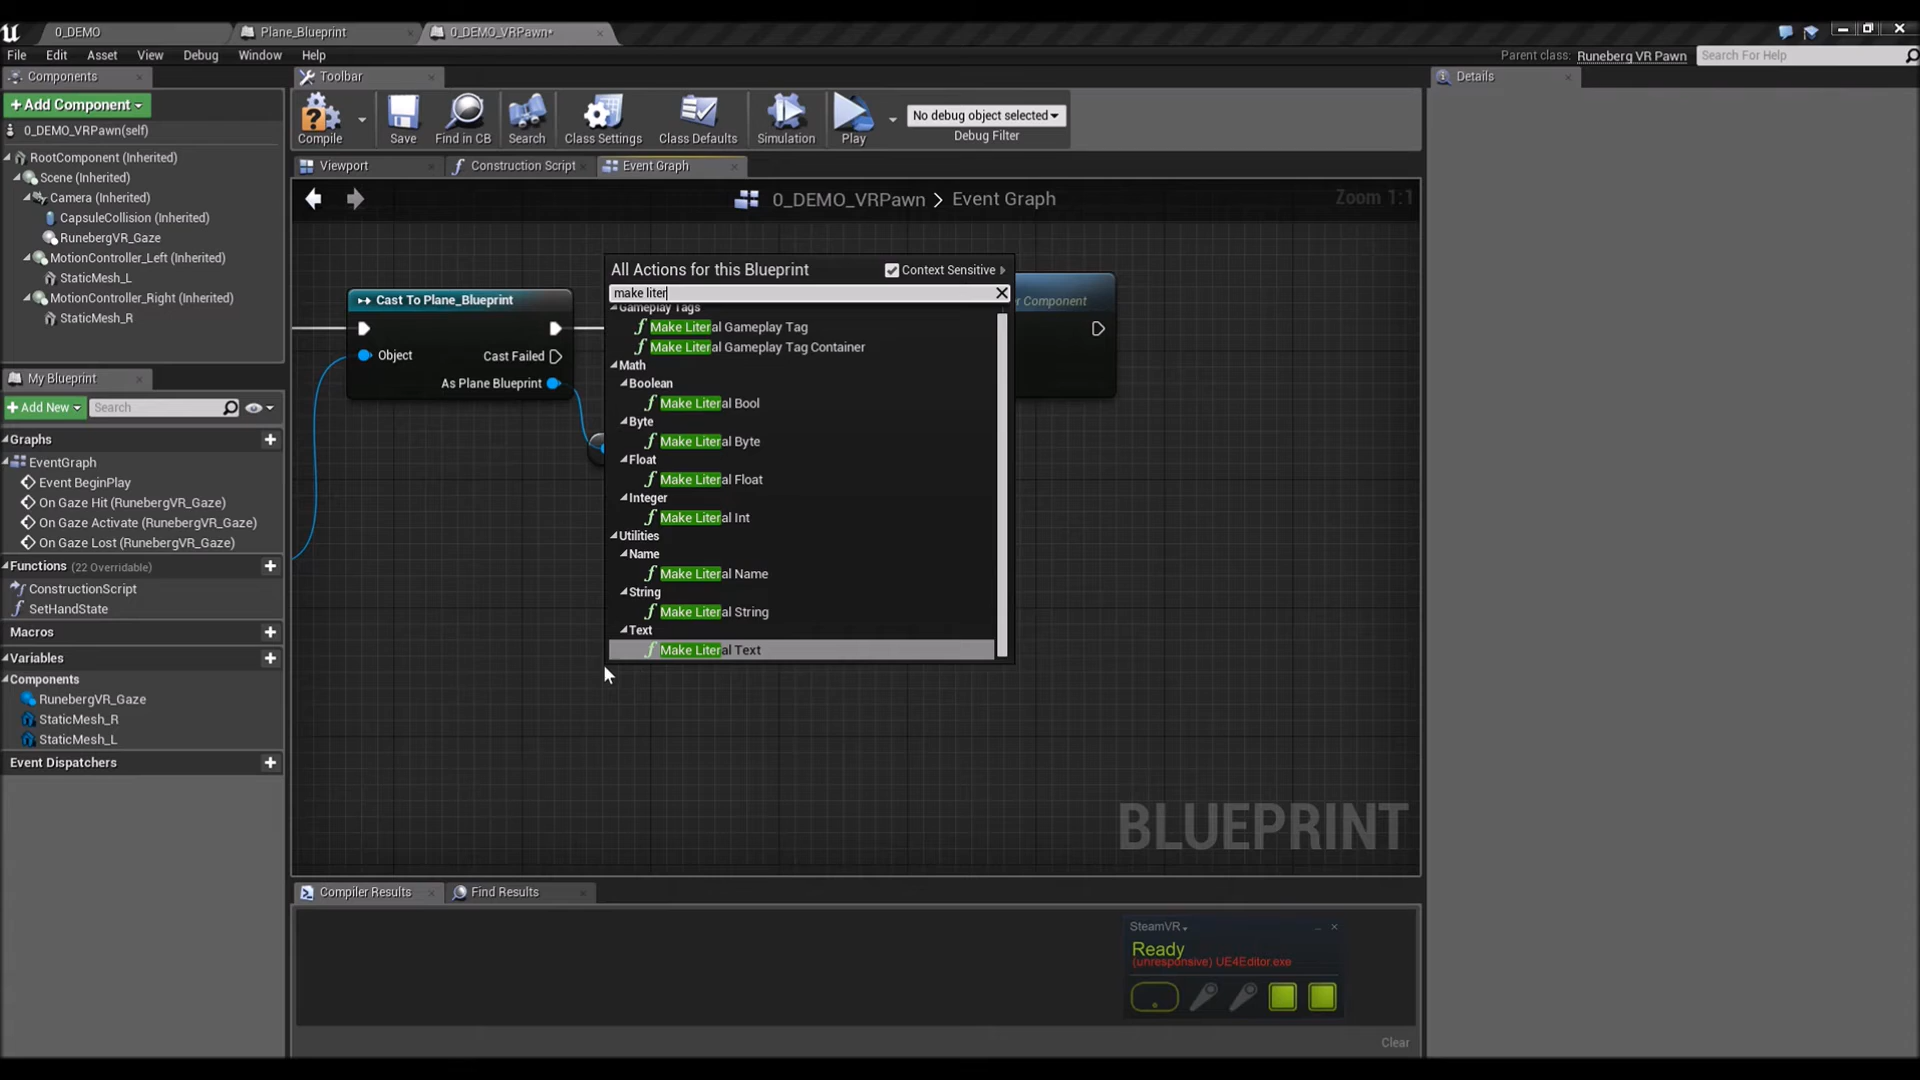 0_DEMO
Plane_Blueprint
0_DEMO_VRPawn*
File Edit Asset View Debug Window Help
Parent class: Runeberg VR Pawn
Search For Help
Components
+Add Component
0_DEMO_VRPawn(self)
RootComponent (Inherited)
Scene (Inherited)
Camera (Inherited)
CapsuleCollision (Inherited)
RunebergVR_Gaze
MotionController_Left (Inherited)
StaticMesh_L
MotionController_Right (Inherited)
StaticMesh_R
My Blueprint
+Add New
Search
Graphs
EventGraph
Event BeginPlay
On Gaze Hit (RunebergVR_Gaze)
On Gaze Activate (RunebergVR_Gaze)
On Gaze Lost (RunebergVR_Gaze)
Functions (22 Overridable)
ConstructionScript
SetHandState
Macros
Variables
Components
RunebergVR_Gaze
StaticMesh_R
StaticMesh_L
Event Dispatchers
Toolbar
Compile
Save
Find in CB
Search
Class Settings
Class Defaults
Simulation
Play
No debug object selected
Debug Filter
Viewport
Construction Script
Event Graph
0_DEMO_VRPawn > Event Graph
Zoom 1:1
Cast To Plane_Blueprint
Object
Cast Failed
As Plane Blueprint
All Actions for this Blueprint
Context Sensitive
make liter
Gameplay Tags
Make Literal Gameplay Tag
Make Literal Gameplay Tag Container
Math
Boolean
Make Literal Bool
Byte
Make Literal Byte
Float
Make Literal Float
Integer
Make Literal Int
Utilities
Name
Make Literal Name
String
Make Literal String
Text
Make Literal Text
Component
BLUEPRINT
Compiler Results
Find Results
SteamVR
Ready
(unresponsive) UE4Editor.exe
Clear
Details